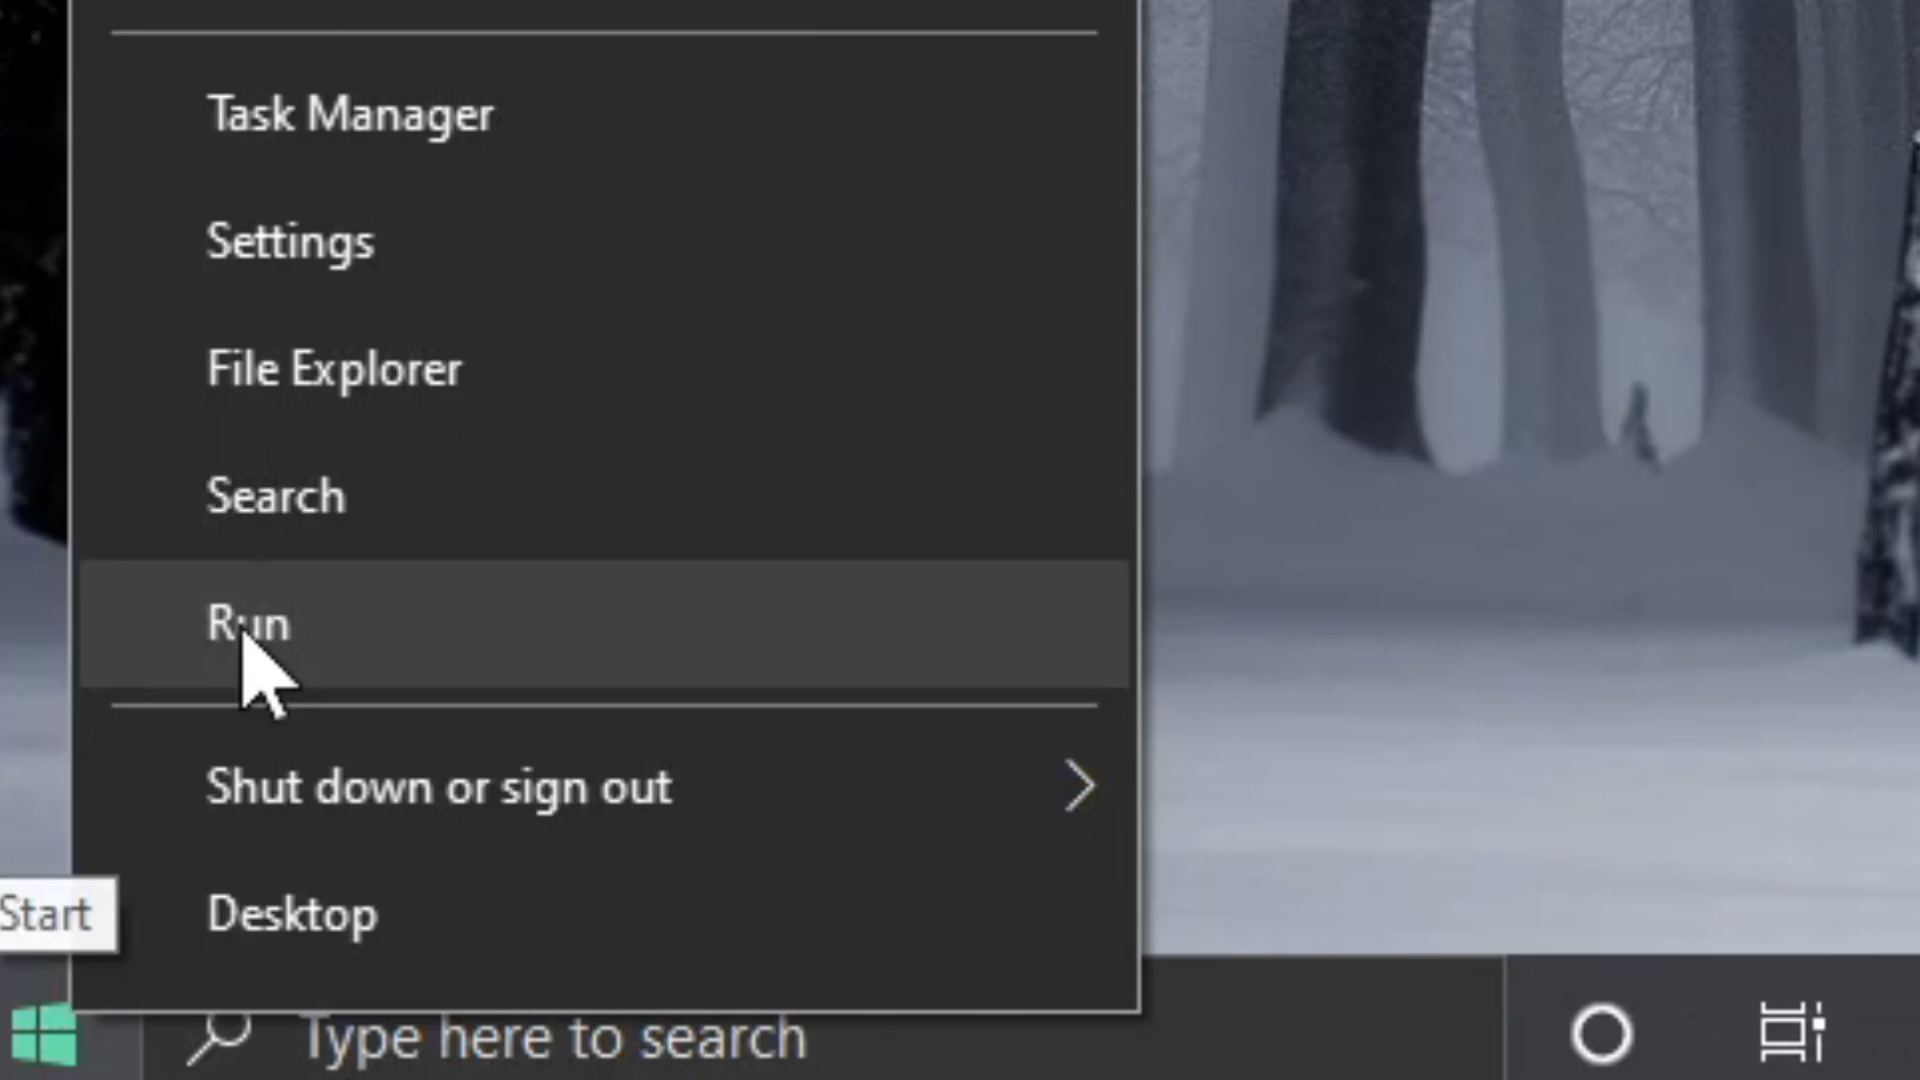 Task Manager
Settings
File Explorer
Search
Run
Shut down or sign out
Desktop
Start
Type here to search